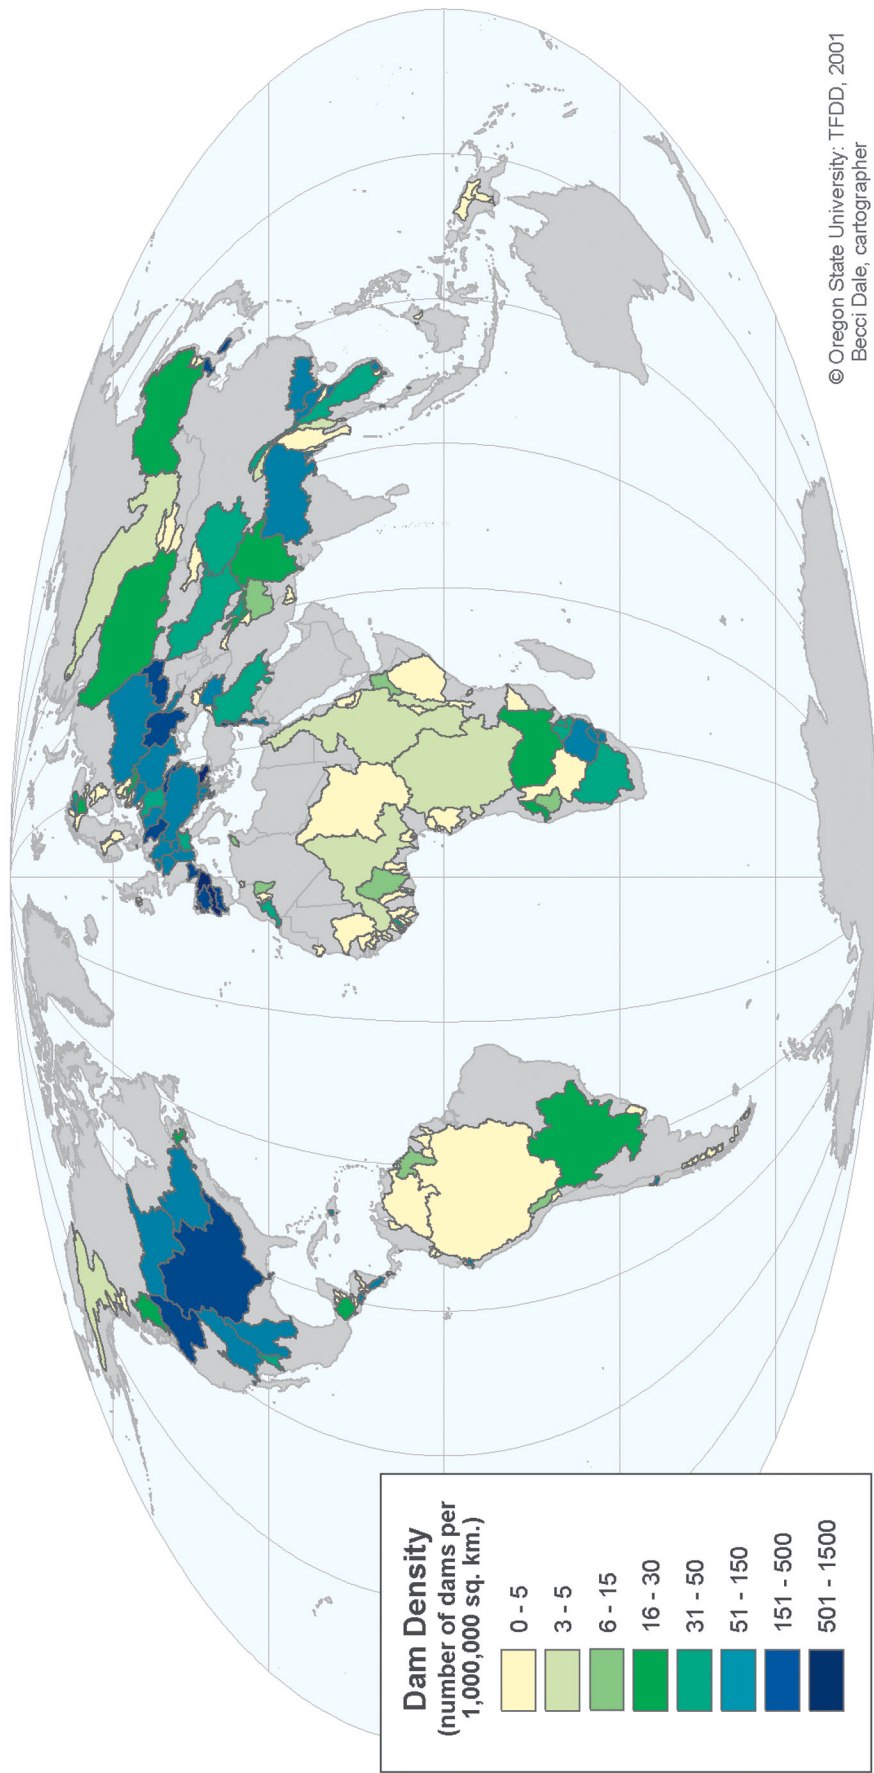 Dam Density
(number of dams per
1,000,000 sq. km.)
0 - 5
3 - 5
6 - 15
16 - 30
31 - 50
51 - 150
151 - 500
501 - 1500
© Oregon State University: TFDD, 2001
Becci Dale, cartographer